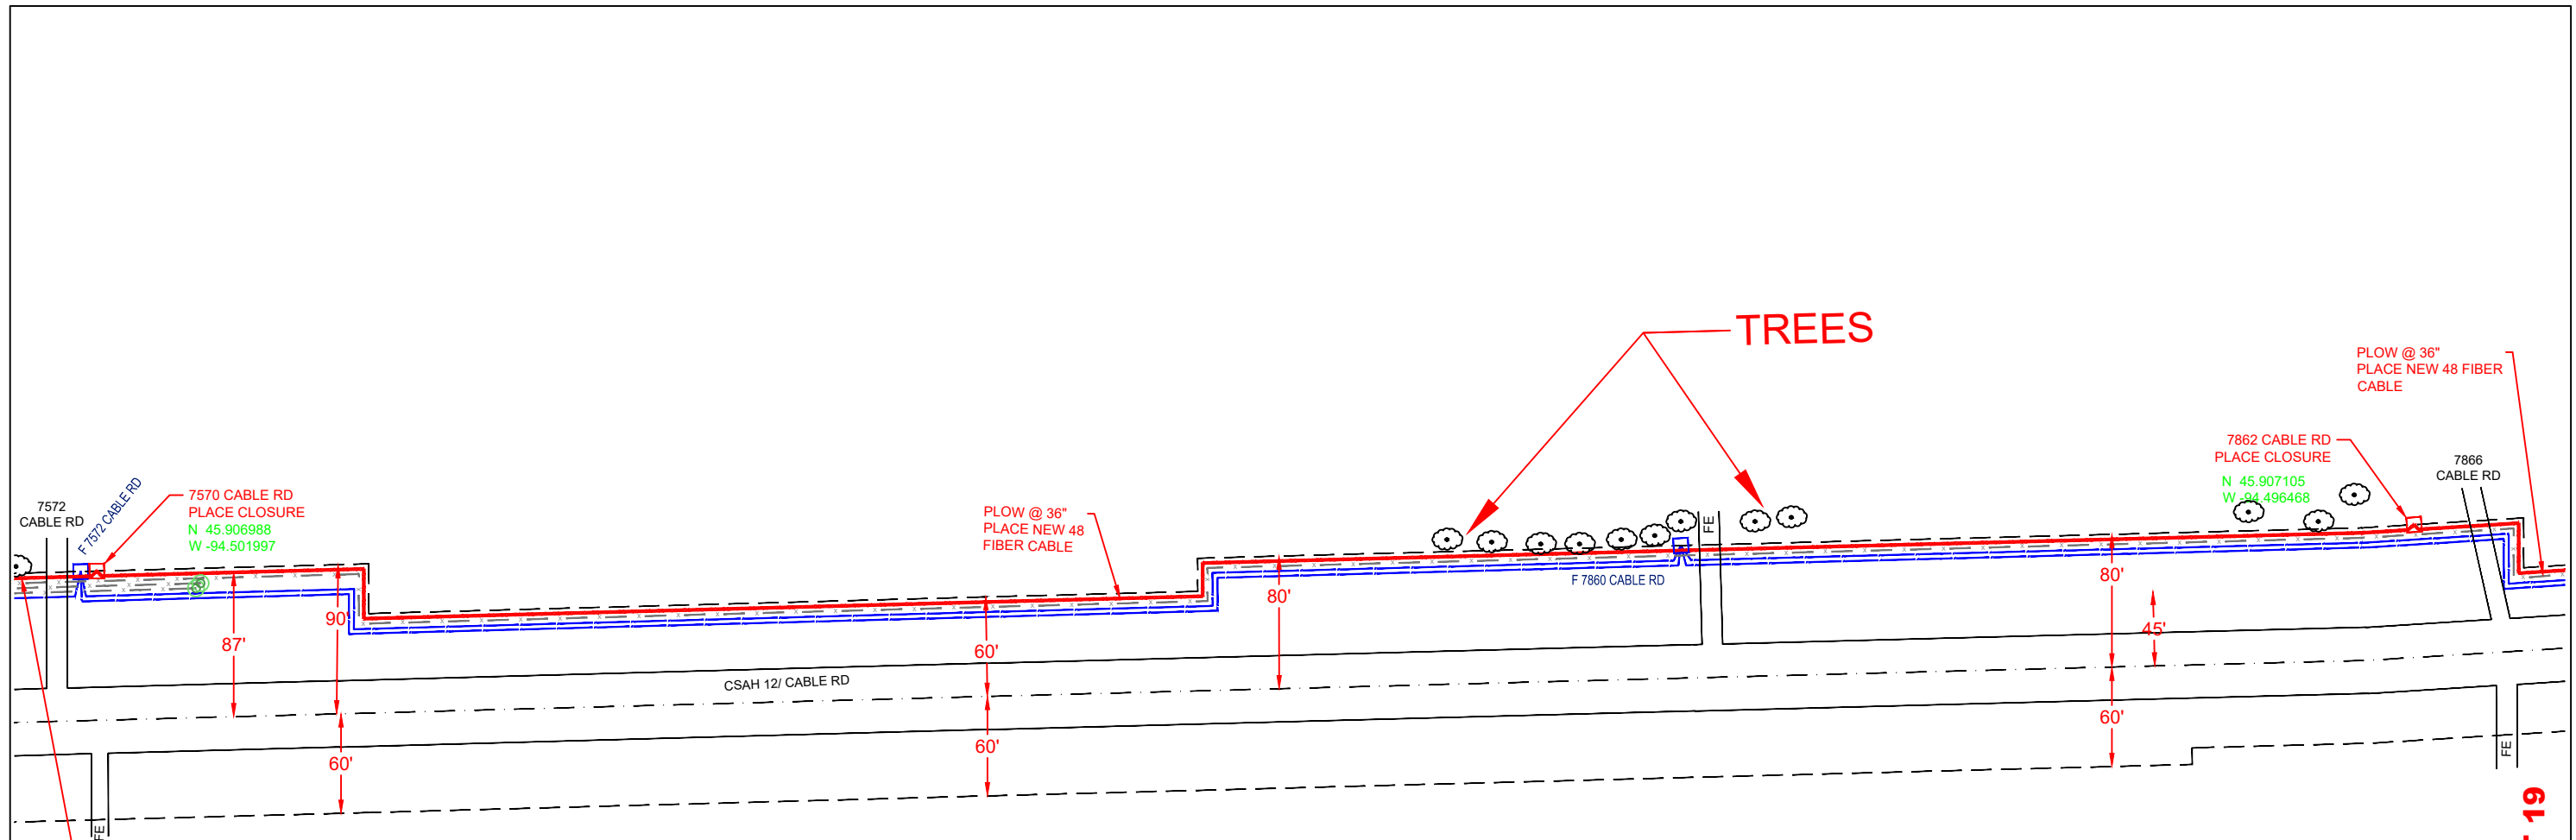 TREES
PLOW @ 36"
PLACE NEW 48 FIBER
CABLE
7862 CABLE RD
PLACE CLOSURE
N 45.907105
W -94.496468
7866
CABLE RD
7572
CABLE RD
F 7572 CABLE RD
7570 CABLE RD
PLACE CLOSURE
N 45.906988
W -94.501997
PLOW @ 36"
PLACE NEW 48
FIBER CABLE
FE
F 7860 CABLE RD
87'
90'
60'
80'
80'
45'
CSAH 12/ CABLE RD
60'
60'
60'
FE
FE
19